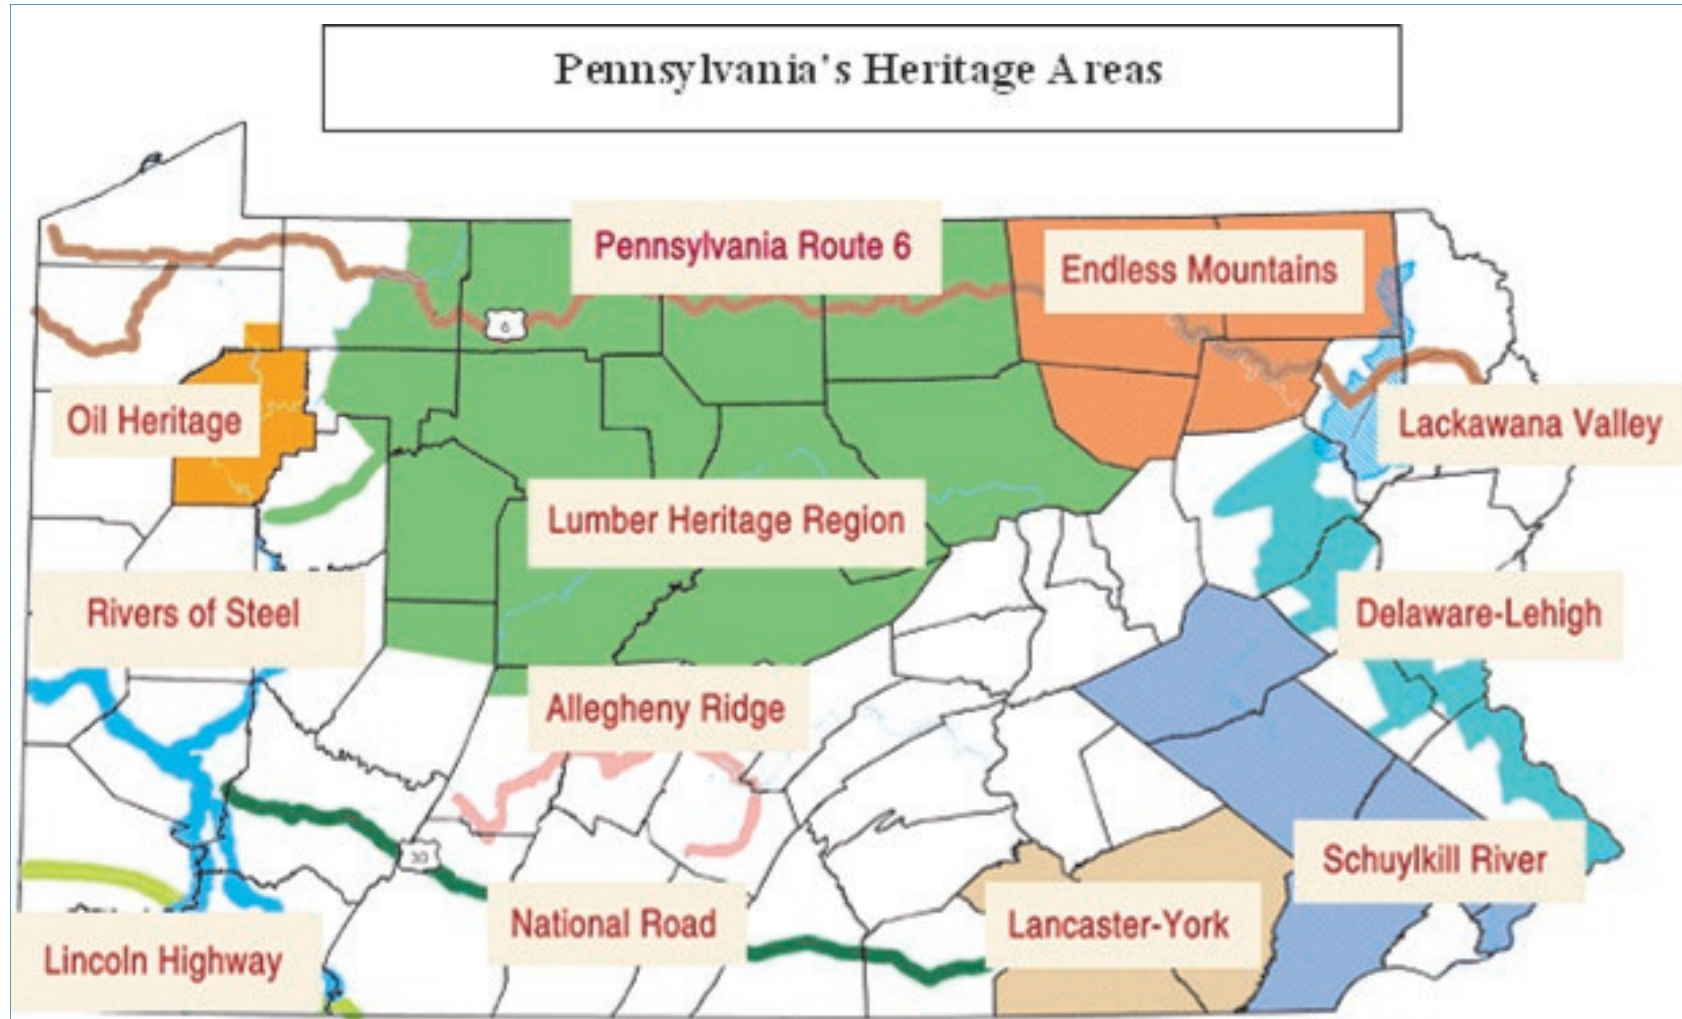 Pennsylvania's Heritage Areas
Pennsylvania Route 6
Endless Mountains
6
Oil Heritage
Lackawana Valley
Lumber Heritage Region
Rivers of Steel
Delaware-Lehigh
Allegheny Ridge
30
Schuylkill River
National Road
Lancaster-York
Lincoln Highway